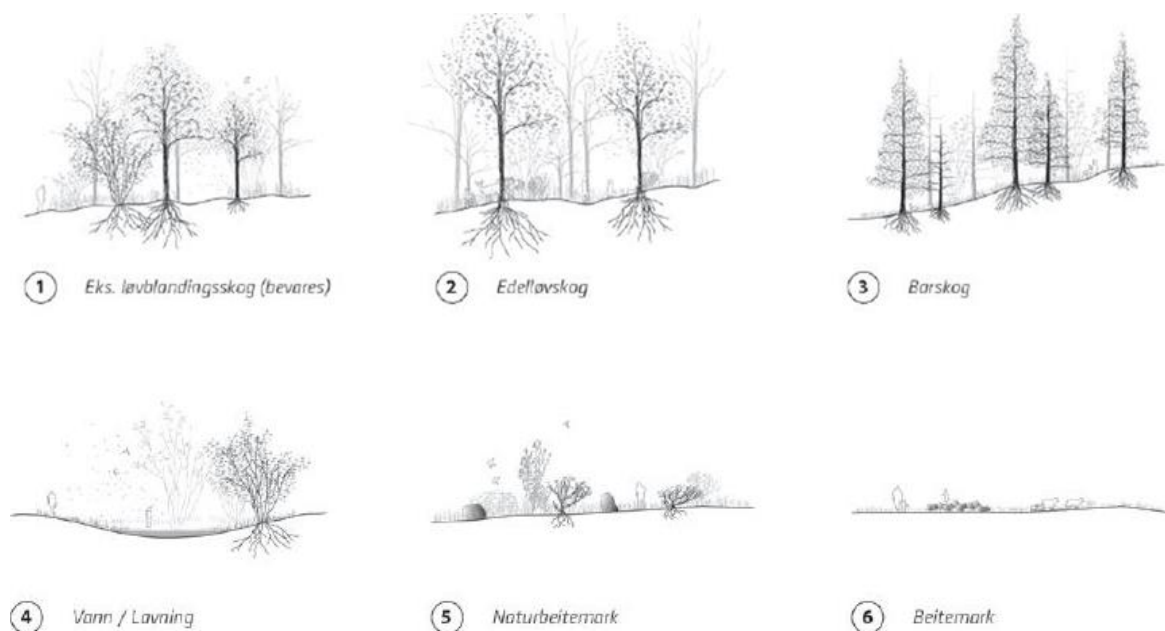 1 Eks. løvblandingsskog (bevares)
2 Edelløvskog
3 Barskog
4 Vann / Lavning
5 Naturbeitemark
6 Beitemark